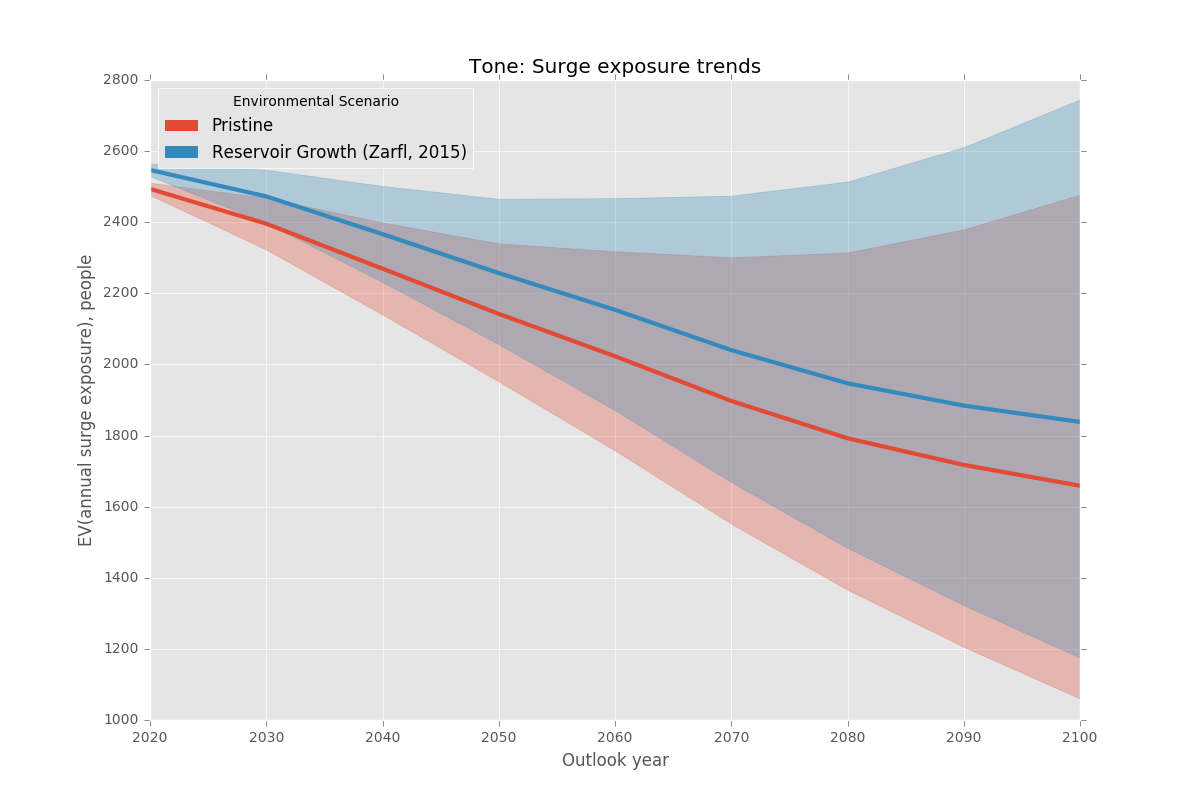 Tone: Surge exposure trends
Environmental Scenario
Pristine
Reservoir Growth (Zarfl, 2015)
EV(annual surge exposure), people
2800
2600
2400
2200
2000
1800
1600
1400
1200
1000
2020 2030 2040 2050 2060 2070 2080 2090 2100
Outlook year